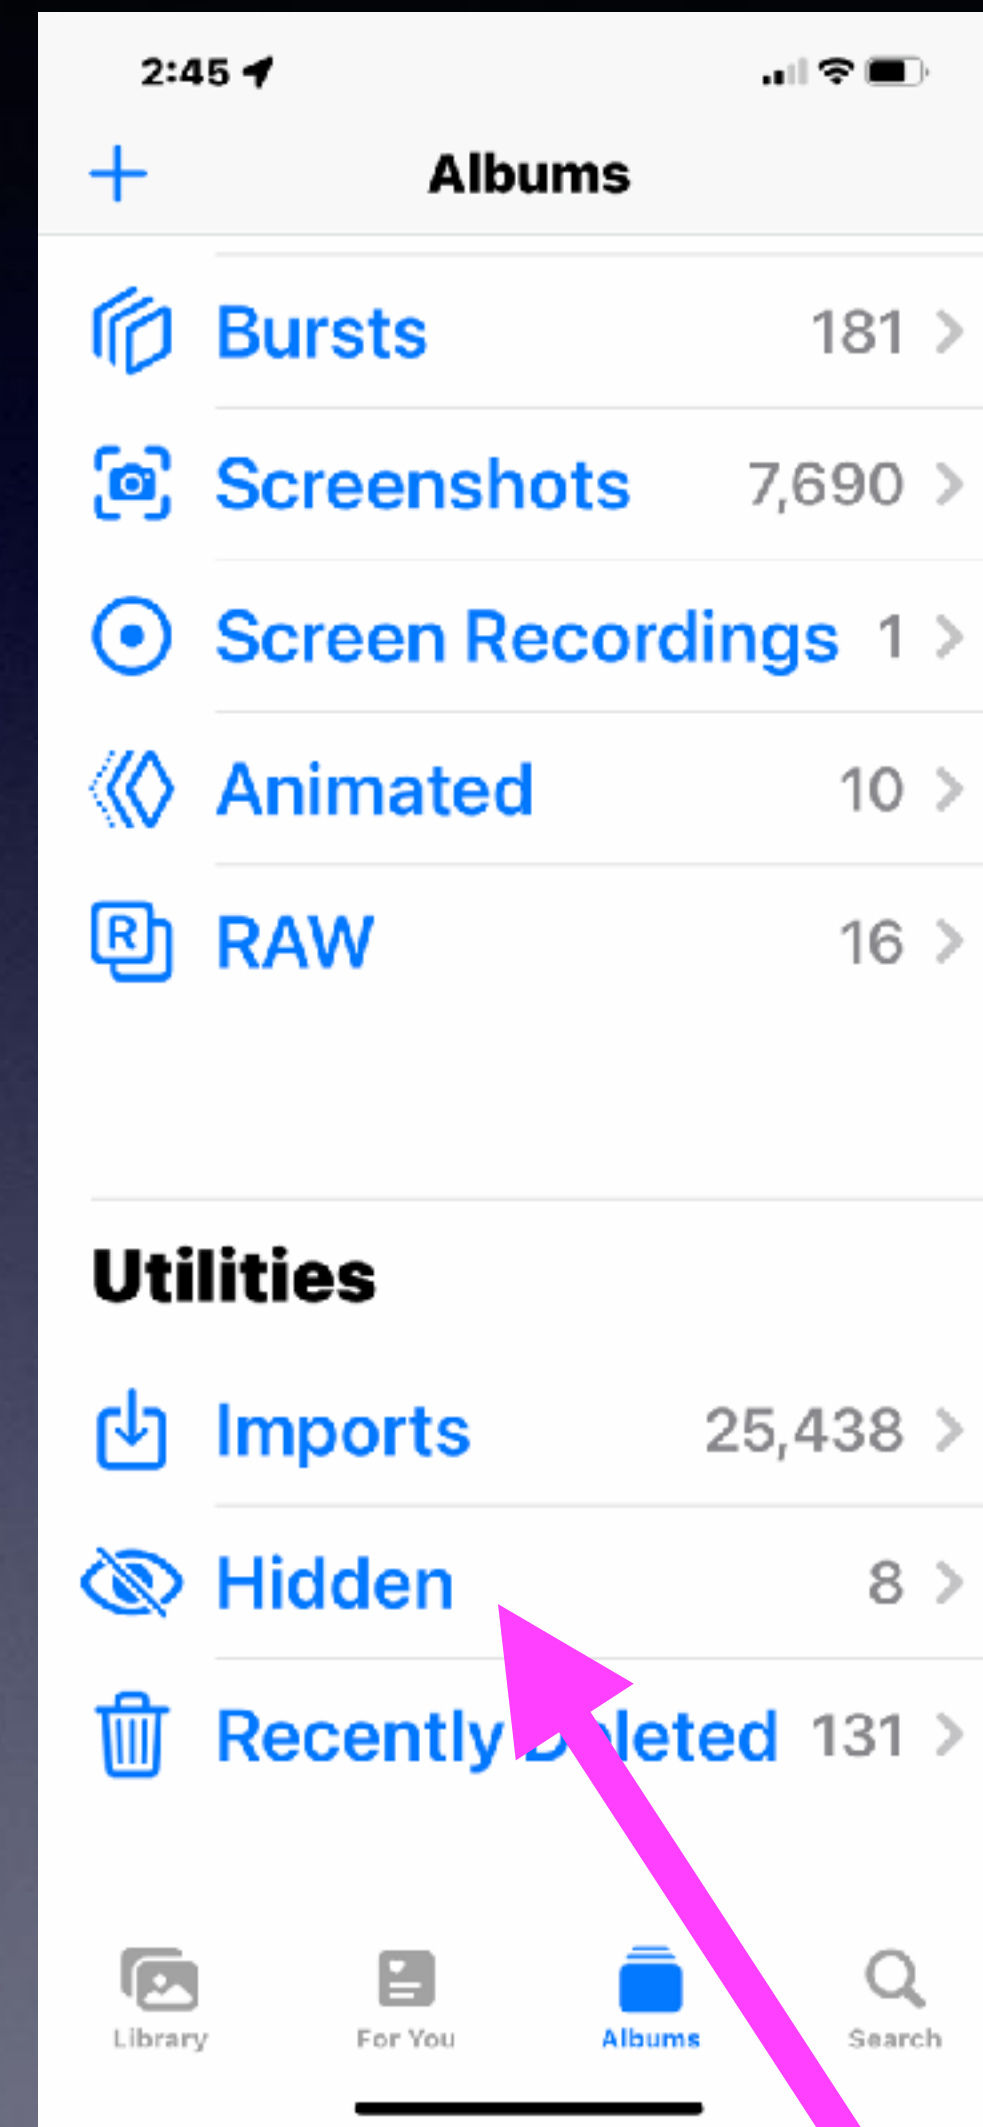 2:45
Albums
Bursts 181
Screenshots 7,690
Screen Recordings 1
Animated 10
R RAW 16
Utilities
Imports 25,438
Hidden 8
Recently Deleted 131
Library For You Albums Search